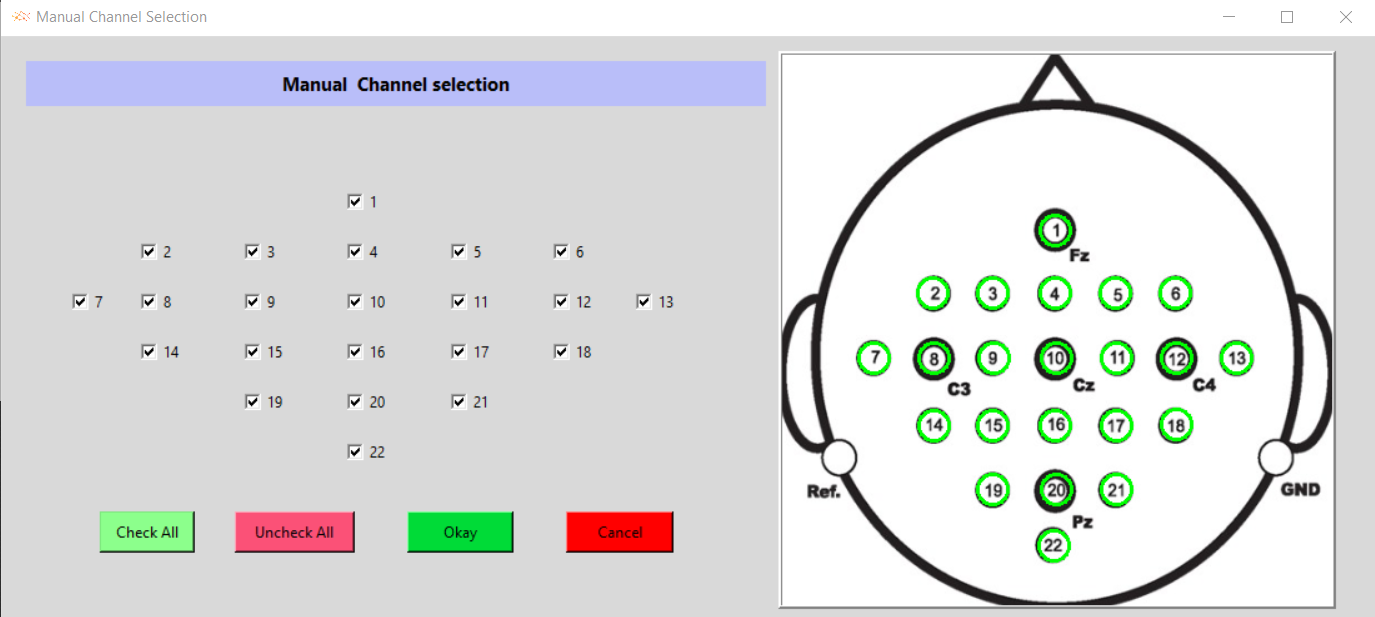 Manual Channel Selection
Manual  Channel selection
1
2 3 4 5 6
7 8 9 10 11 12 13
14 15 16 17 18
19 20 21
22
Check All Uncheck All Okay Cancel
1
Fz
2 3 4 5 6
7 8 9 10 11 12 13
C3 Cz C4
14 15 16 17 18
Ref. 19 20 21 GND
Pz
22